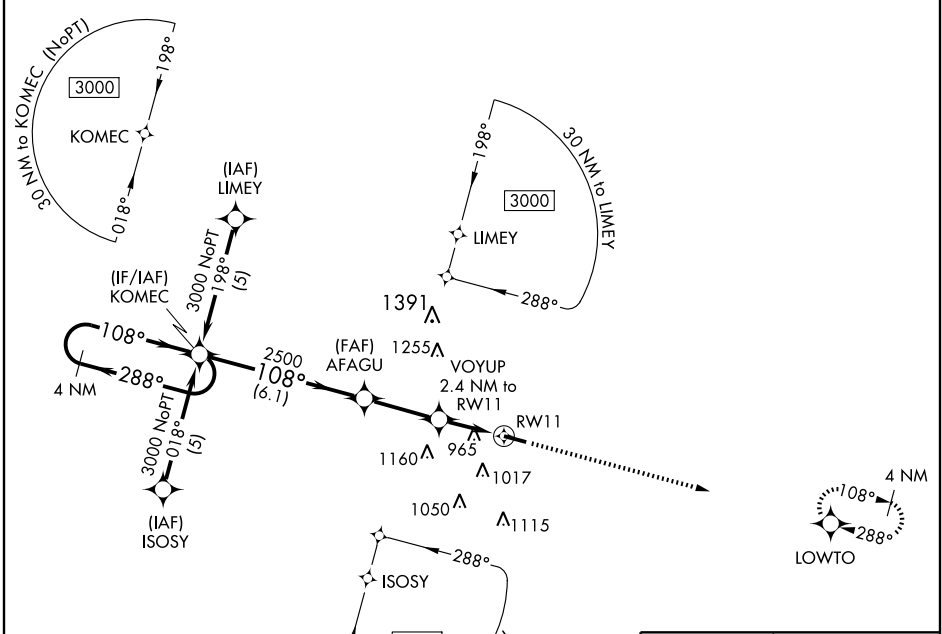 30 NM to KOMEC (NoPT)
3000
198°
KOMEC
018°
(IAF)
LIMEY
3000 NoPT
198°
(5)
198°
3000
30 NM to LIMEY
LIMEY
288°
(IF/IAF)
KOMEC
108°
288°
4 NM
2500
108°
(6.1)
(FAF)
AFAGU
1391
1255
VOYUP
2.4 NM to
RW11
RW11
965
1160
1017
1050
1115
3000 NoPT
018°
(5)
(IAF)
ISOSY
4 NM
108°
288°
LOWTO
288°
ISOSY